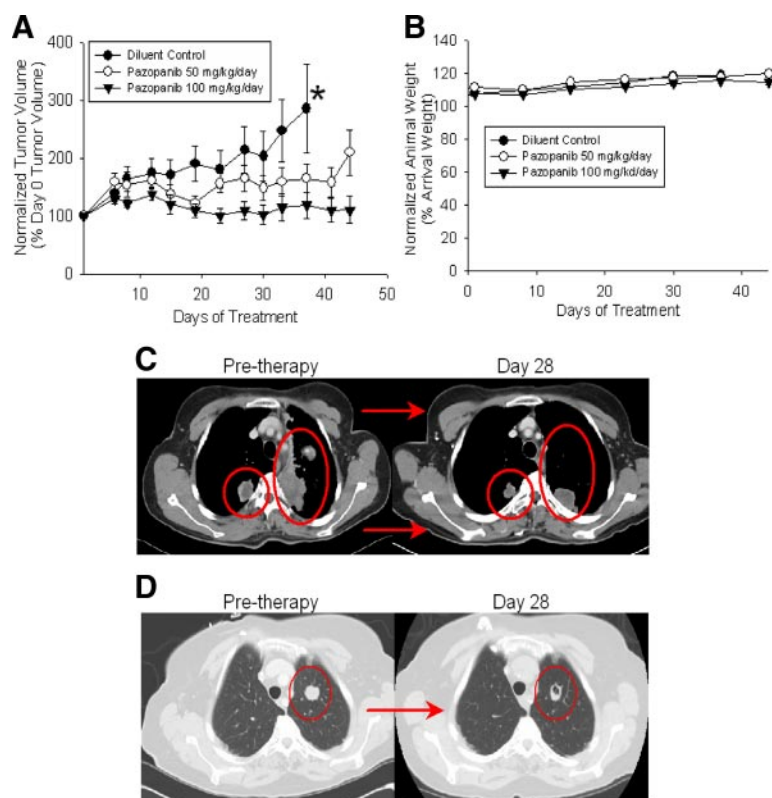 A
Normalized Tumor Volume
(% Day 0 Tumor Volume)
400
300
200
100
0
Diluent Control
Pazopanib 50 mg/kg/day
Pazopanib 100 mg/kg/day
*
10 20 30 40 50
Days of Treatment
B
Normalized Animal Weight
(% Arrival Weight)
140
120
100
80
60
40
20
0
Diluent Control
Pazopanib 50 mg/kg/day
Pazopanib 100 mg/kd/day
0 10 20 30 40
Days of Treatment
C
Pre-therapy Day 28
D
Pre-therapy Day 28